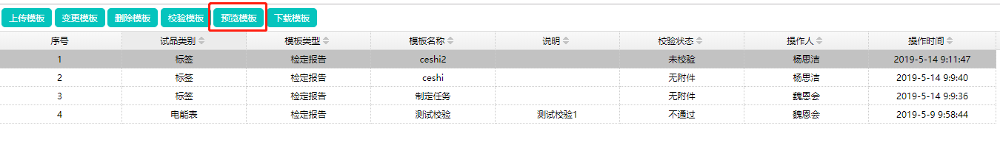 上传模板 变更模板 删除模板 校验模板 预览模板 下载模板
序号 试品类别 模板类型 模板名称 说明 校验状态 操作人 操作时间
1 标签 检定报告 ceshi2 未校验 杨思洁 2019-5-14 9:11:47
2 标签 检定报告 ceshi 无附件 杨思洁 2019-5-14 9:9:40
3 标签 检定报告 制定任务 无附件 魏恩会 2019-5-14 9:9:36
4 电能表 检定报告 测试校验 测试校验1 不通过 魏恩会 2019-5-9 9:58:44